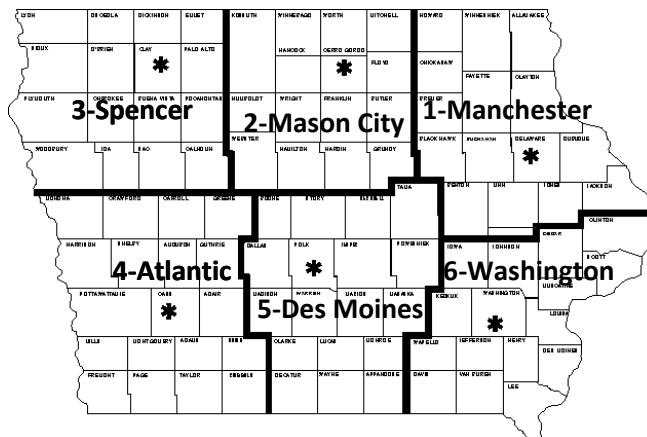 LYON OSCEOLA DICKINSON EMMET KOSSUTH WINNEBAGO WORTH MITCHELL HOWARD WINNESHIEK ALLAMAKEE
SIOUX O'BRIEN CLAY PALO ALTO HANCOCK CERRO GORDO FLOYD CHICKASAW
FAYETTE CLAYTON
PLYMOUTH CHEROKEE BUENA VISTA POCAHONTAS HUMBOLDT WRIGHT FRANKLIN BUTLER BREMER
3-Spencer
2-Mason City
1-Manchester
WEBSTER BLACK HAWK BUCHANAN DELAWARE DUBUQUE
WOODBURY IDA SAC CALHOUN HAMILTON HARDIN GRUNDY
TAMA BENTON LINN JONES JACKSON
MONONA CRAWFORD CARROLL GREENE BOONE STORY MARSHALL
CLINTON
CEDAR
HARRISON SHELBY AUDUBON GUTHRIE DALLAS POLK JASPER POWESHIEK IOWA JOHNSON
SCOTT
4-Atlantic
6-Washington
MUSCATINE
POTTAWATTAMIE CASS ADAIR MADISON WARREN MARION MAHASKA KEOKUK WASHINGTON
5-Des Moines
LOUISA
MILLS MONTGOMERY ADAMS UNION CLARKE LUCAS MONROE WAPELLO JEFFERSON HENRY
DES MOINES
FREMONT PAGE TAYLOR RINGGOLD DECATUR WAYNE APPANOOSE DAVIS VAN BUREN
LEE